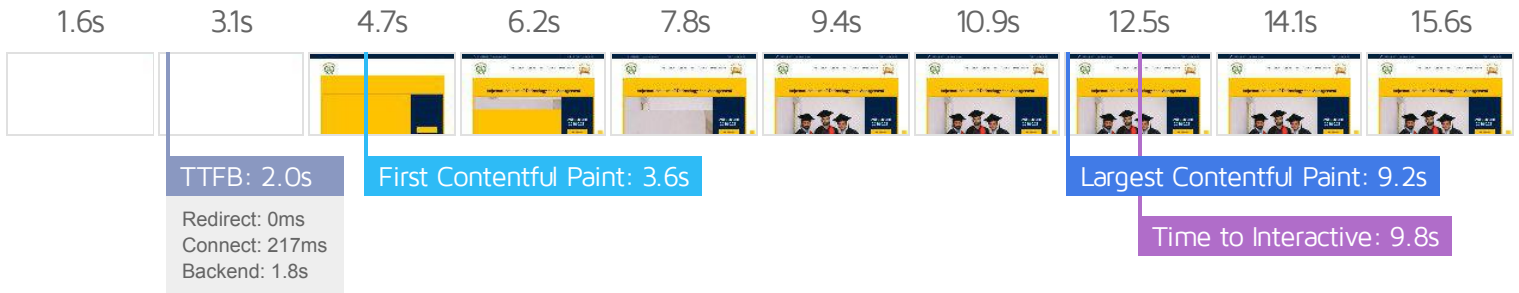 1.6s 3.1s 4.7s 6.2s 7.8s 9.4s 10.9s 12.5s 14.1s 15.6s
TTFB: 2.0s
First Contentful Paint: 3.6s
Largest Contentful Paint: 9.2s
Redirect: 0ms
Connect: 217ms
Backend: 1.8s
Time to Interactive: 9.8s